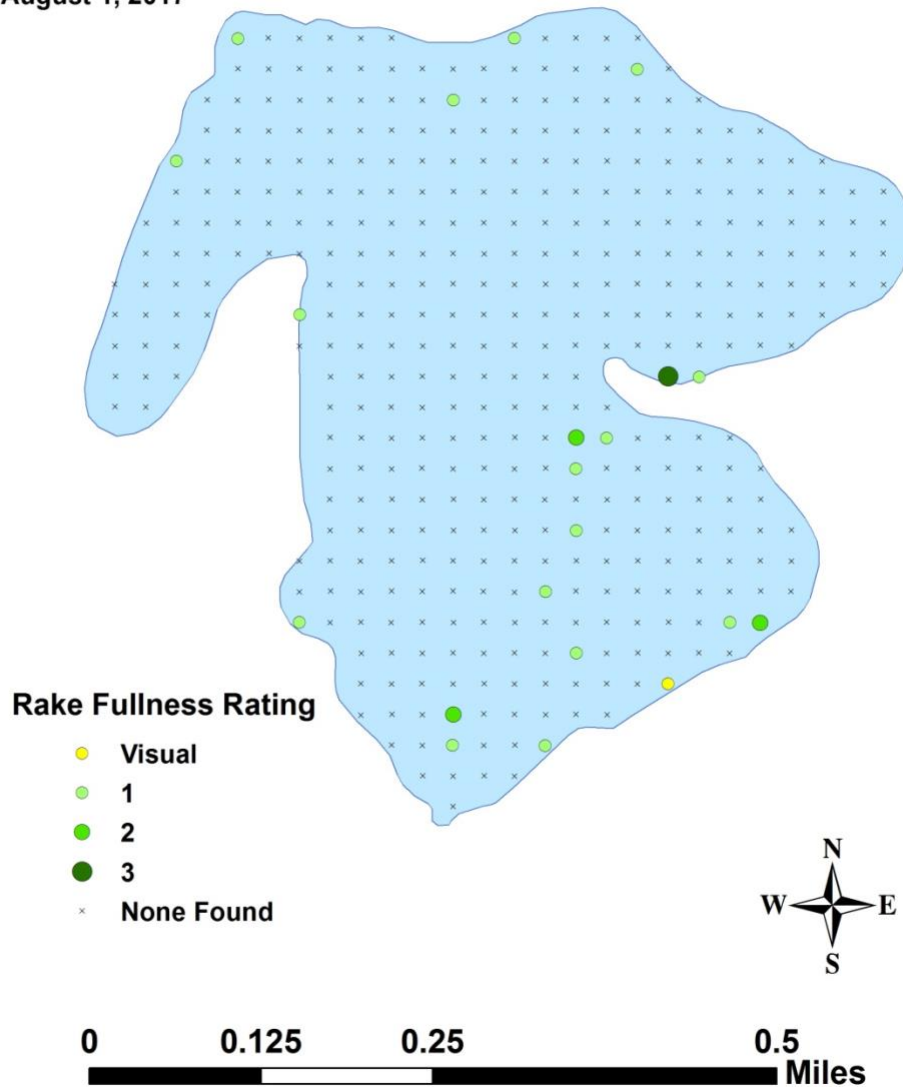 August 1, 2017
Rake Fullness Rating
Visual
1
2
3
None Found
N
W E
S
0 0.125 0.25 0.5
Miles